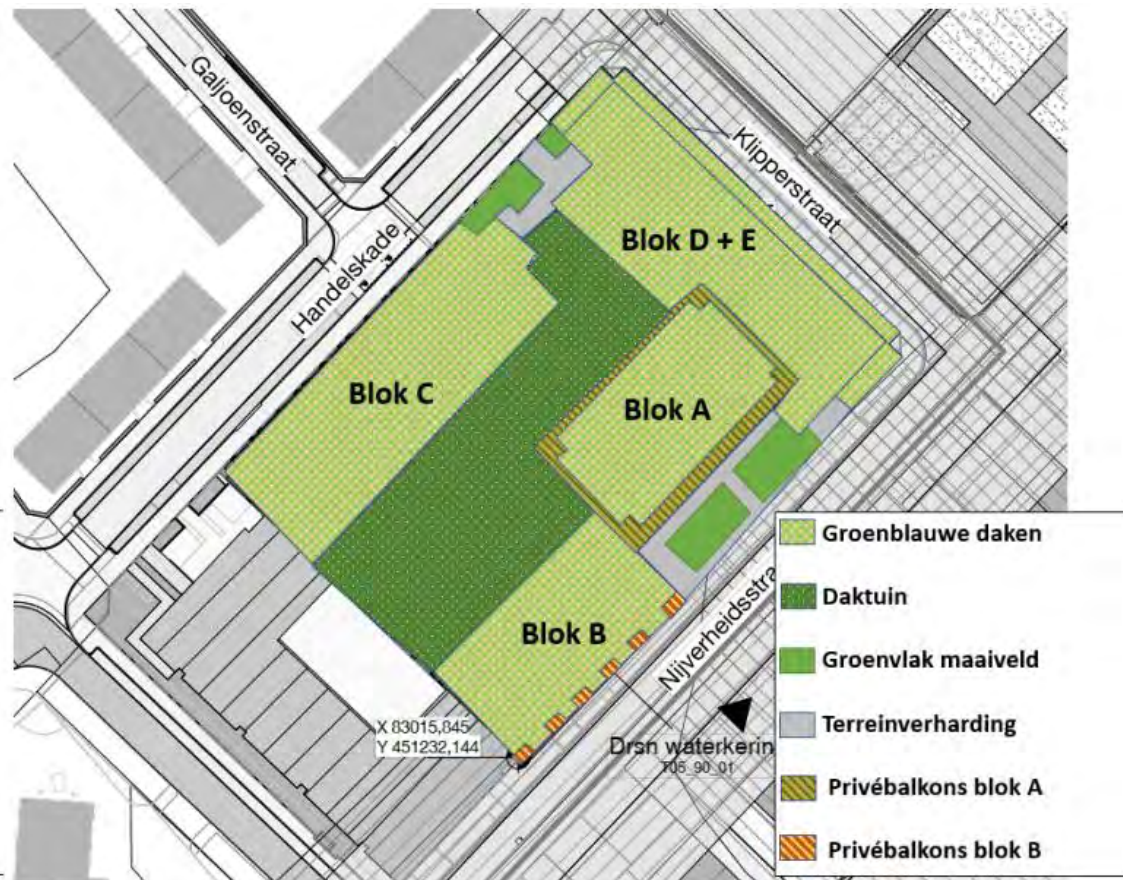 Galjoenstraat
Klipperstraat
Handelskade
Blok D + E
Blok C
Blok A
Blok B
Nijverheidsstra
X 83015,845
Y 451232,144
Drsn waterkerin
T05_90_01
Groenblauwe daken
Daktuin
Groenvlak maaiveld
Terreinverharding
Privébalkons blok A
Privébalkons blok B